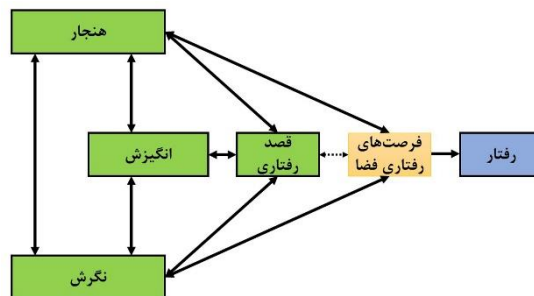 هنجار
انگیزش
قصد
رفتاری
فرصت‌های
رفتاری فضا
رفتار
نگرش